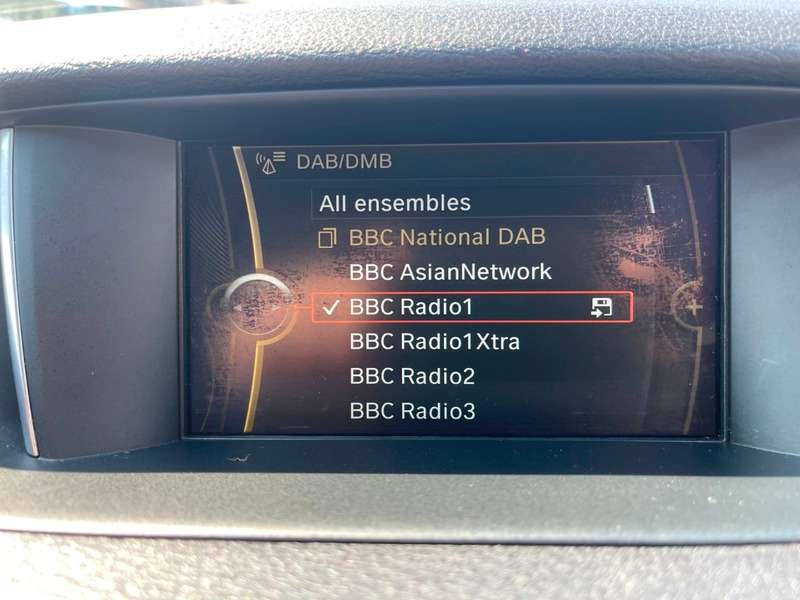 DAB/DMB
All ensembles
BBC National DAB
BBC AsianNetwork
BBC Radio1
BBC Radio1Xtra
BBC Radio2
BBC Radio3